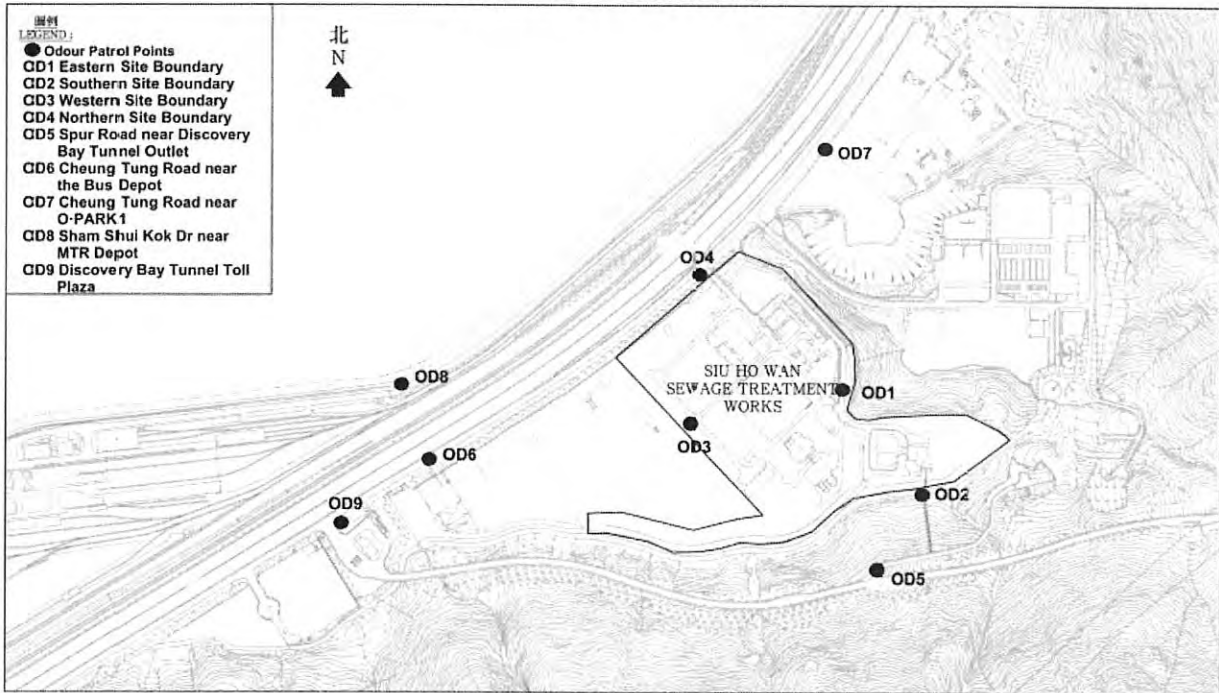 圖例
LEGEND :
Odour Patrol Points
OD1 Eastern Site Boundary
OD2 Southern Site Boundary
OD3 Western Site Boundary
OD4 Northern Site Boundary
OD5 Spur Road near Discovery
Bay Tunnel Outlet
OD6 Cheung Tung Road near
the Bus Depot
OD7 Cheung Tung Road near
O·PARK1
OD8 Sham Shui Kok Dr near
MTR Depot
OD9 Discovery Bay Tunnel Toll
Plaza
北
N
OD7
OD4
OD8
SIU HO WAN
SEWAGE TREATMENT
WORKS
OD1
OD3
OD6
OD2
OD9
OD5